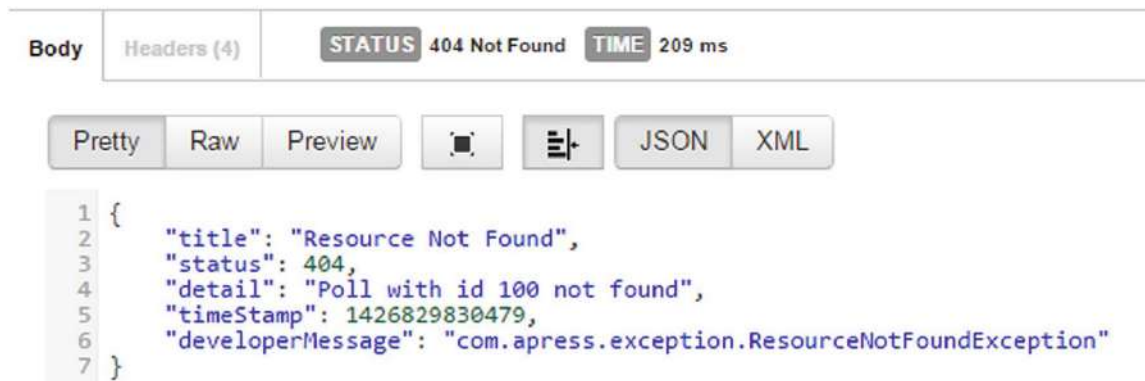 Body Headers (4) STATUS 404 Not Found TIME 209 ms
Pretty Raw Preview JSON XML
1 {
2 "title": "Resource Not Found",
3 "status": 404,
4 "detail": "Poll with id 100 not found",
5 "timeStamp": 1426829830479,
6 "developerMessage": "com.apress.exception.ResourceNotFoundException"
7 }